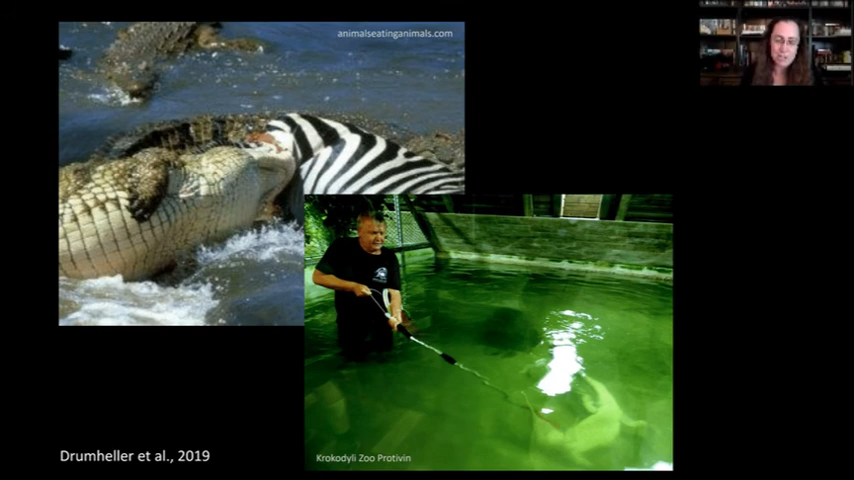 animalseatinganimals.com
Krokodyli Zoo Protivin
Drumheller et al., 2019